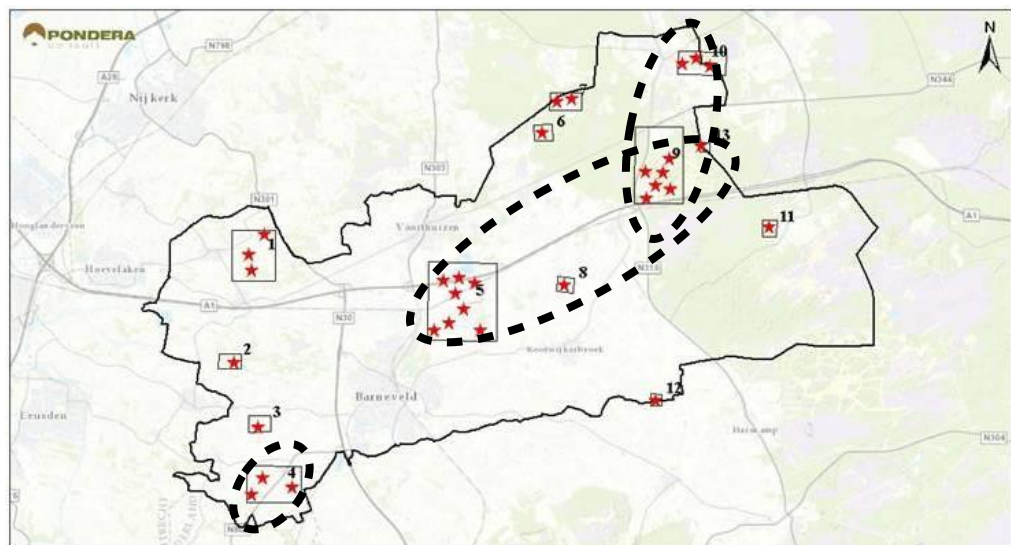 PONDERA
N
N798
A28
Nijkerk
10
N344
7
6
13
9
N303
N301
Voorthuizen
1
A1
11
Hoevelaken
N310
8
5
A1
N30
Kootwijkerbroek
2
Barneveld
12
Leusden
3
Harskamp
N304
4